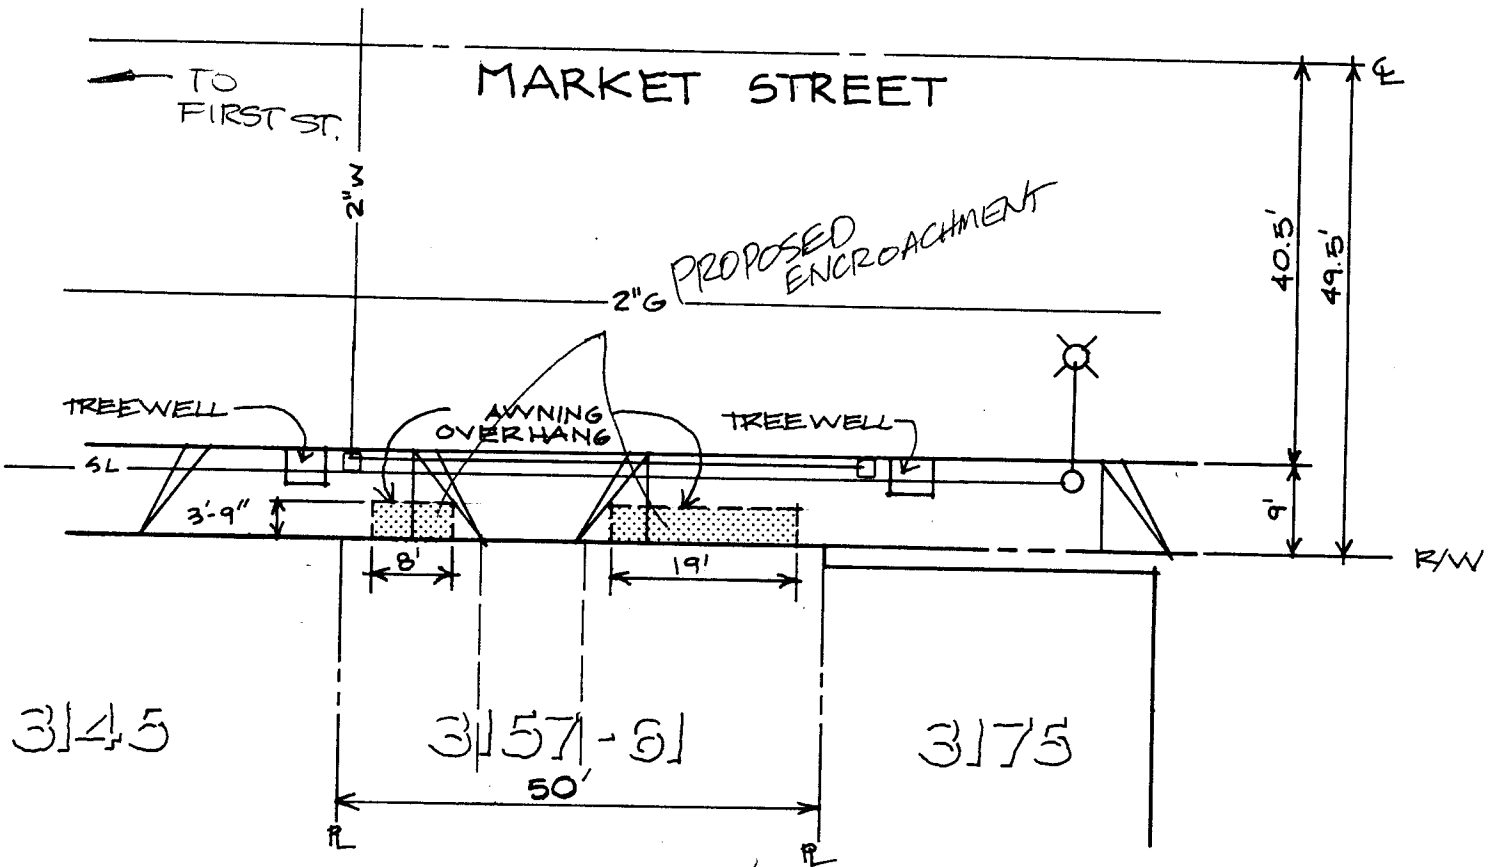 TO
FIRST ST.
MARKET STREET
℄
2"W
PROPOSED
ENCROACHMENT
2"G
40.5'
49.5'
TREEWELL
AWNING
OVERHANG
TREEWELL
SL
3'-9"
9'
8'
19'
R/W
3145
3157-61
3175
50'
PL
PL